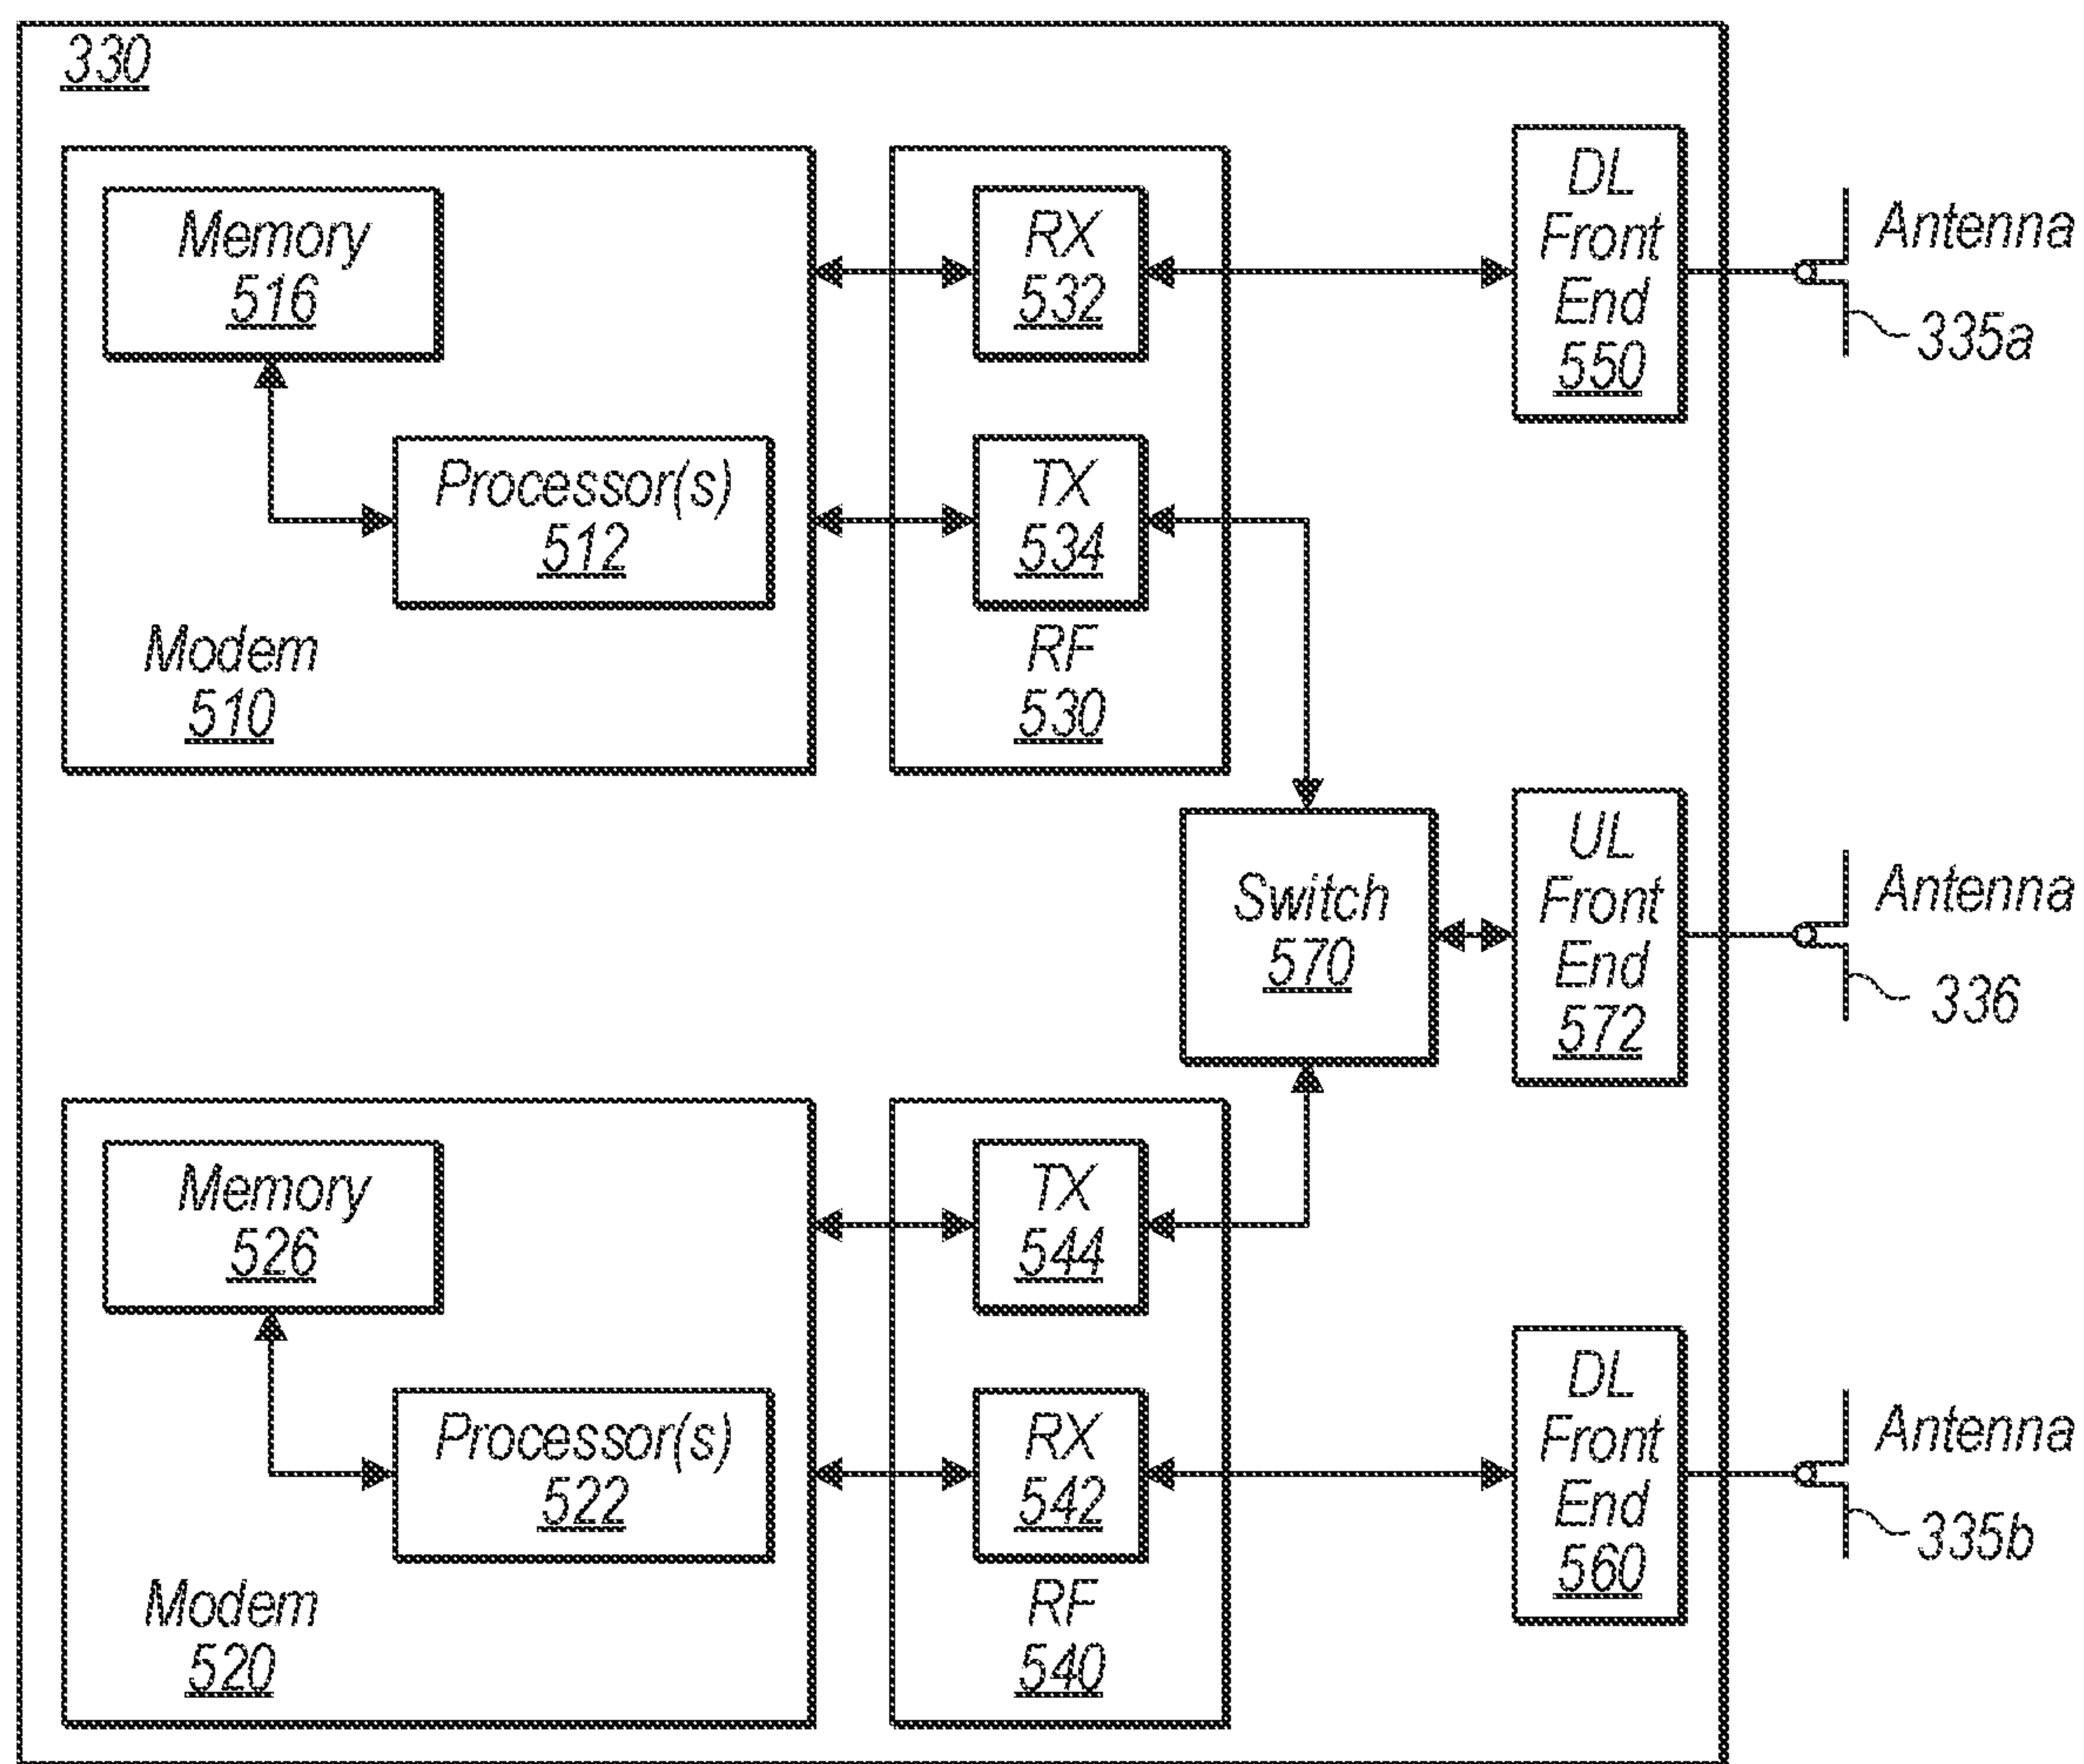 330
Memory
516
Processor(s)
512
Modem
510
RX
532
TX
534
RF
530
DL
Front
End
550
Antenna
335a
Switch
570
UL
Front
End
572
Antenna
336
Memory
526
Processor(s)
522
Modem
520
TX
544
RX
542
RF
540
DL
Front
End
560
Antenna
335b